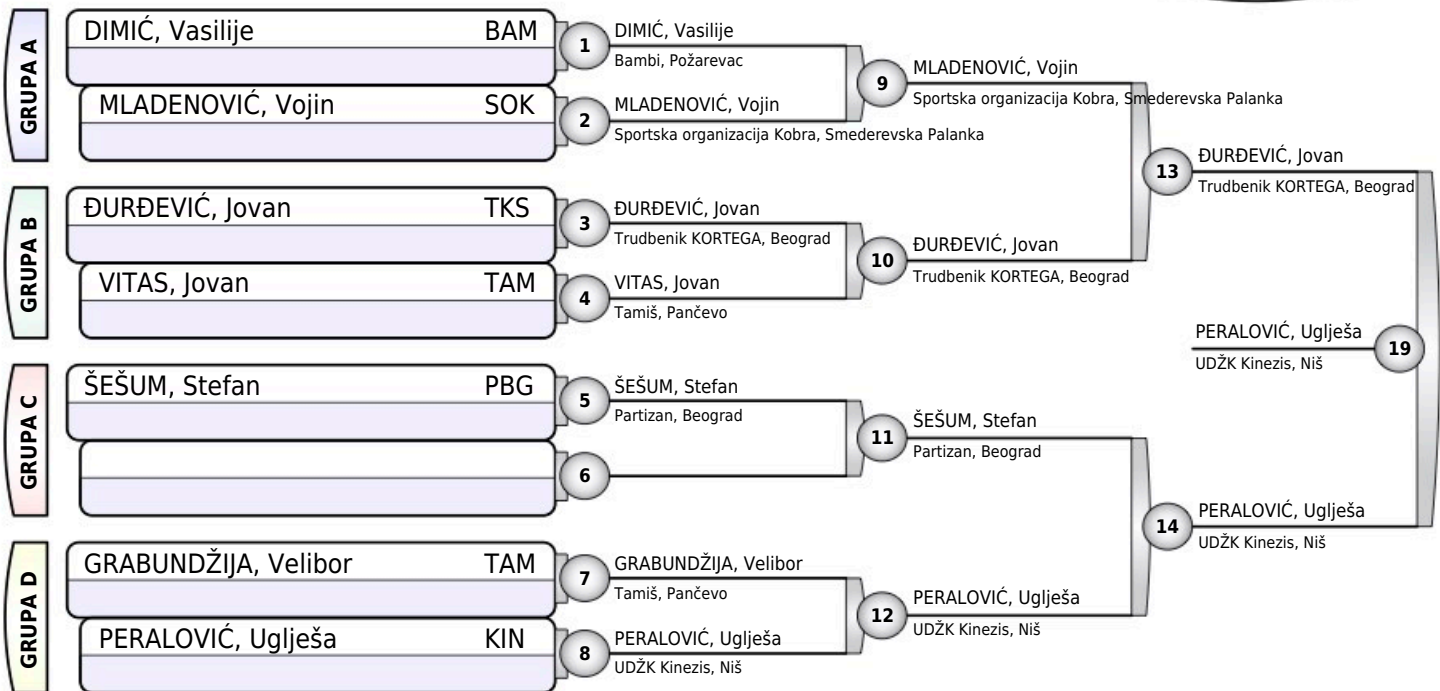 GRUPA A
DIMIĆ, Vasilije BAM
MLADENOVIĆ, Vojin SOK
1
DIMIĆ, Vasilije
Bambi, Požarevac
2
MLADENOVIĆ, Vojin
Sportska organizacija Kobra, Smederevska Palanka
9
MLADENOVIĆ, Vojin
Sportska organizacija Kobra, Smederevska Palanka
GRUPA B
ĐURĐEVIĆ, Jovan TKS
VITAS, Jovan TAM
3
ĐURĐEVIĆ, Jovan
Trudbenik KORTEGA, Beograd
4
VITAS, Jovan
Tamiš, Pančevo
10
ĐURĐEVIĆ, Jovan
Trudbenik KORTEGA, Beograd
13
ĐURĐEVIĆ, Jovan
Trudbenik KORTEGA, Beograd
GRUPA C
ŠEŠUM, Stefan PBG
5
ŠEŠUM, Stefan
Partizan, Beograd
6
11
ŠEŠUM, Stefan
Partizan, Beograd
GRUPA D
GRABUNDŽIJA, Velibor TAM
PERALOVIĆ, Uglješa KIN
7
GRABUNDŽIJA, Velibor
Tamiš, Pančevo
8
PERALOVIĆ, Uglješa
UDŽK Kinezis, Niš
12
PERALOVIĆ, Uglješa
UDŽK Kinezis, Niš
14
PERALOVIĆ, Uglješa
UDŽK Kinezis, Niš
PERALOVIĆ, Uglješa
UDŽK Kinezis, Niš
19